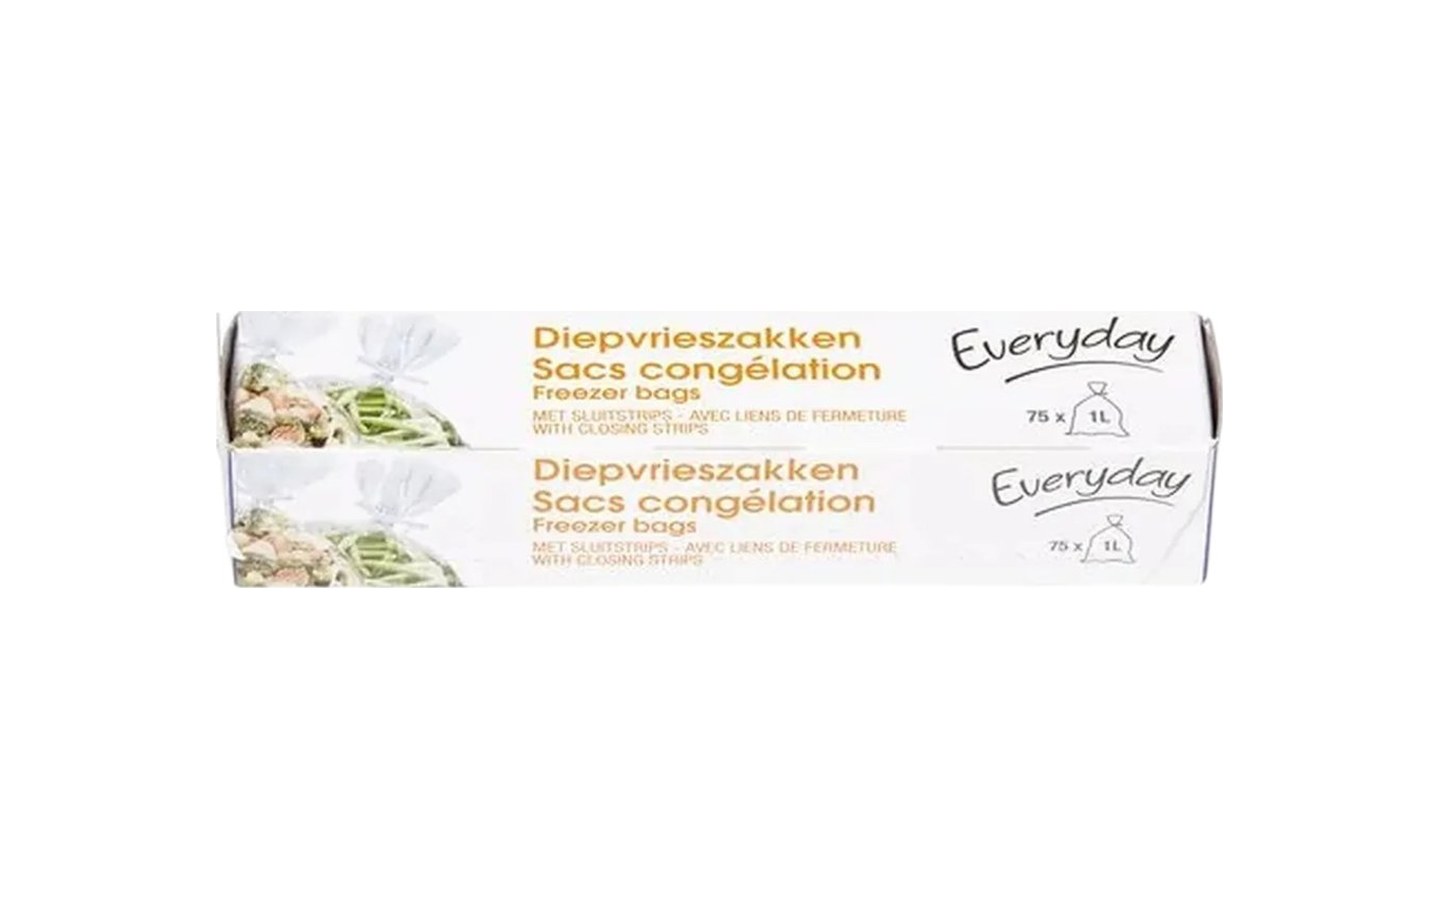 Diepvrieszakken
Sacs congélation
Freezer bags
MET SLUITSTRIPS - AVEC LIENS DE FERMETURE
WITH CLOSING STRIPS
Everyday
75 x 1L
Diepvrieszakken
Sacs congélation
Freezer bags
MET SLUITSTRIPS - AVEC LIENS DE FERMETURE
WITH CLOSING STRIPS
Everyday
75 x 1L